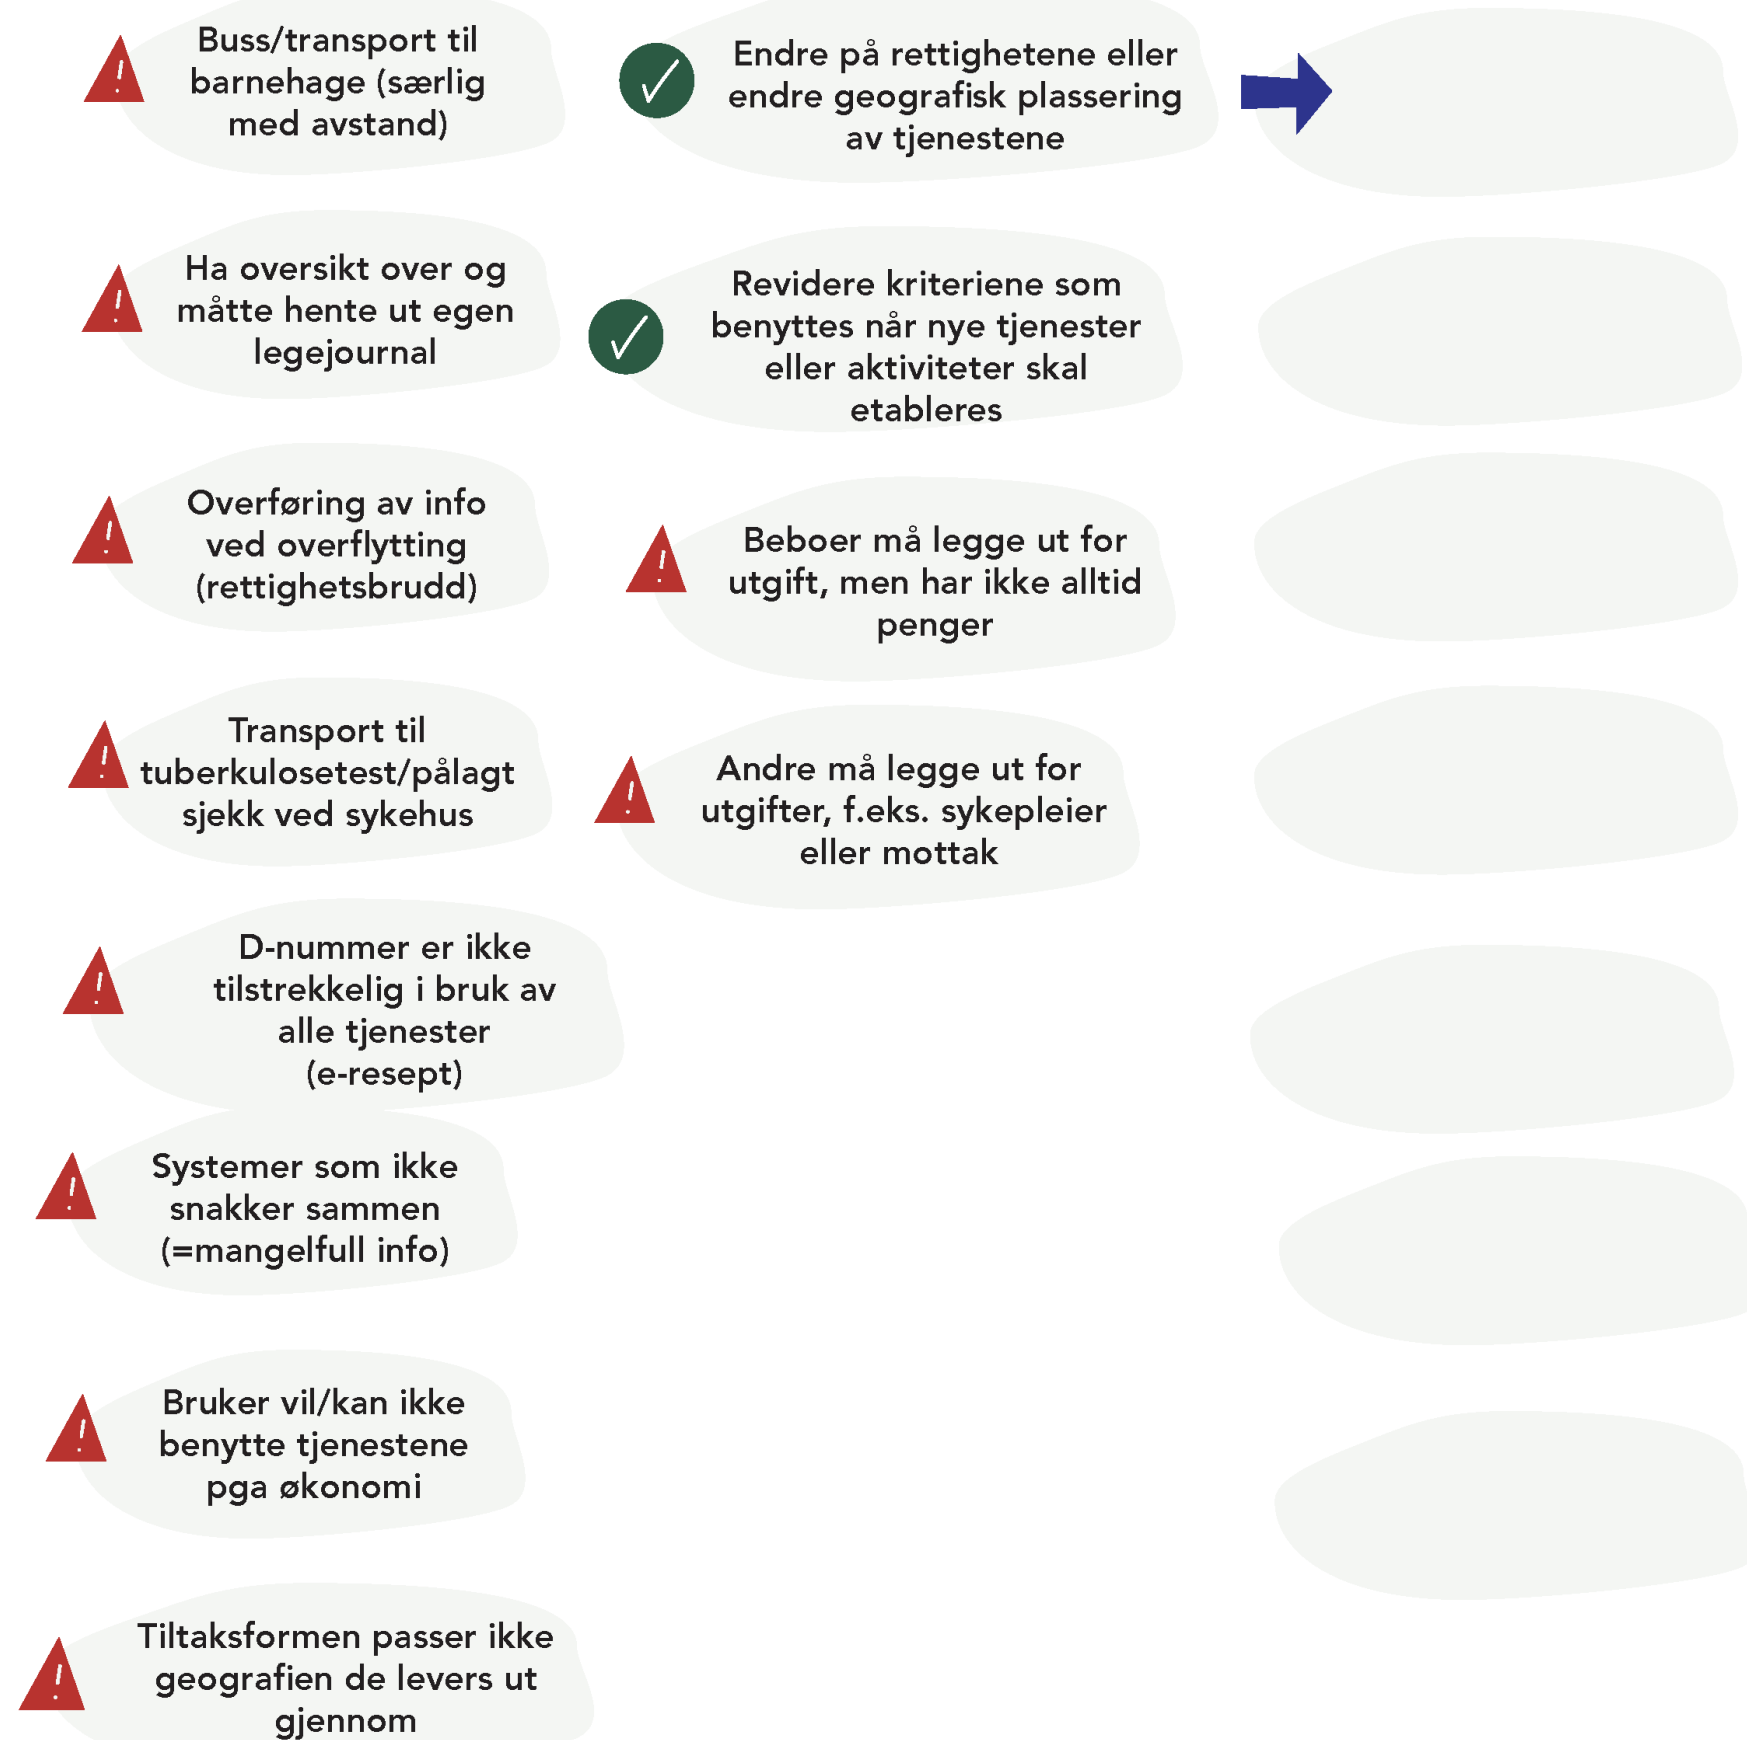 Buss/transport til
barnehage (særlig
med avstand)
Ha oversikt over og
måtte hente ut egen
legejournal
Overføring av info
ved overflytting
(rettighetsbrudd)
Transport til
tuberkulosetest/pålagt
sjekk ved sykehus
D-nummer er ikke
tilstrekkelig i bruk av
alle tjenester
(e-resept)
Systemer som ikke
snakker sammen
(=mangelfull info)
Bruker vil/kan ikke
benytte tjenestene
pga økonomi
Tiltaksformen passer ikke
geografien de levers ut
gjennom
Endre på rettighetene eller
endre geografisk plassering
av tjenestene
Revidere kriteriene som
benyttes når nye tjenester
eller aktiviteter skal
etableres
Beboer må legge ut for
utgift, men har ikke alltid
penger
Andre må legge ut for
utgifter, f.eks. sykepleier
eller mottak